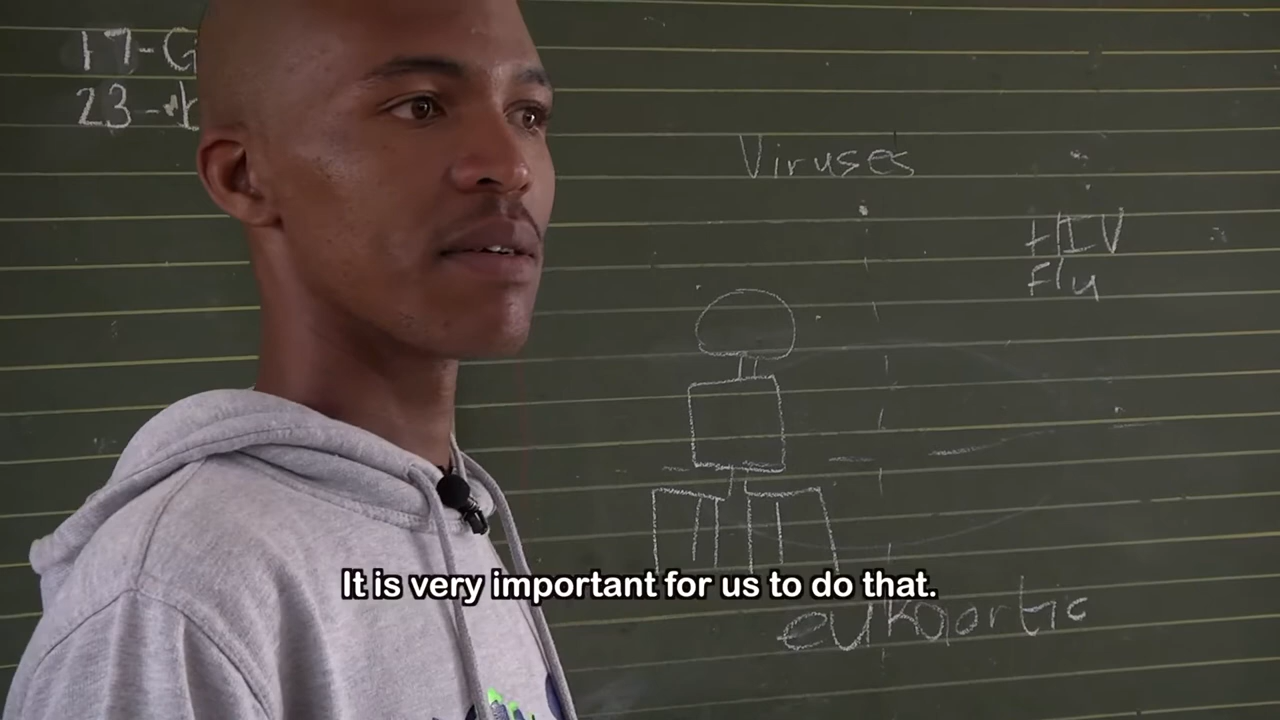 17-G
23-
Viruses
HIV
Flu
It is very important for us to do that.
eukaortic